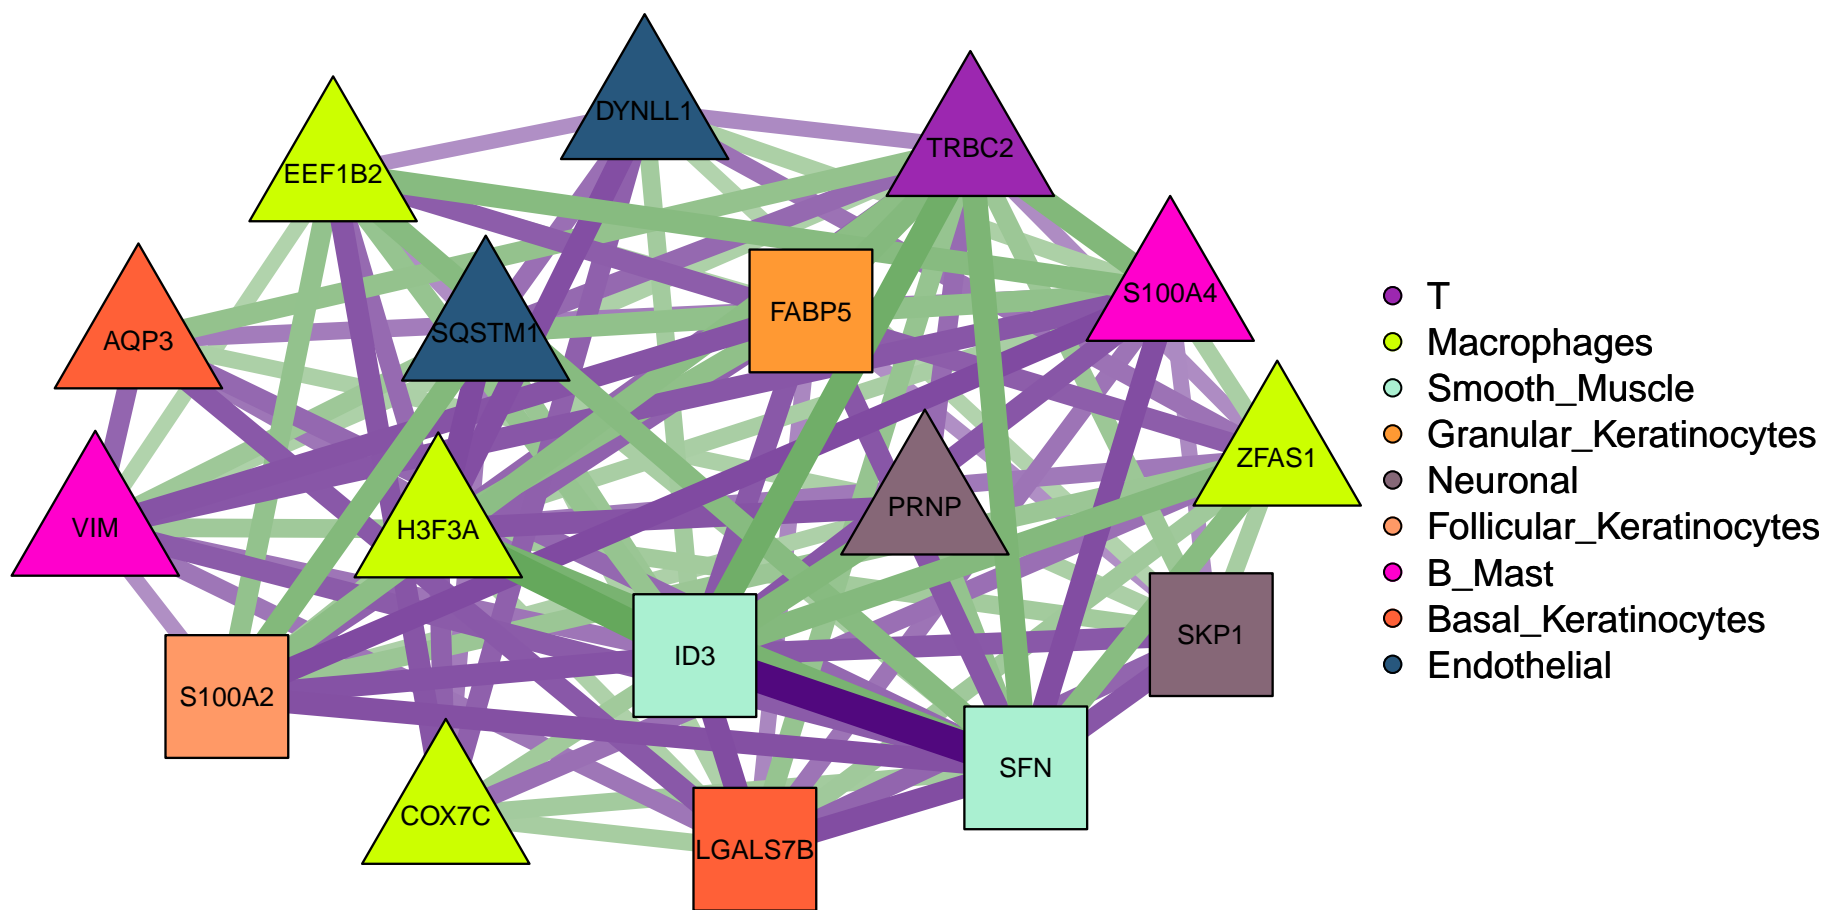 DYNLL1
TRBC2
EEF1B2
S100A4
FABP5
SQSTM1
AQP3
ZFAS1
PRNP
VIM
H3F3A
SKP1
ID3
S100A2
SFN
COX7C
LGALS7B
T
Macrophages
Smooth_Muscle
Granular_Keratinocytes
Neuronal
Follicular_Keratinocytes
B_Mast
Basal_Keratinocytes
Endothelial